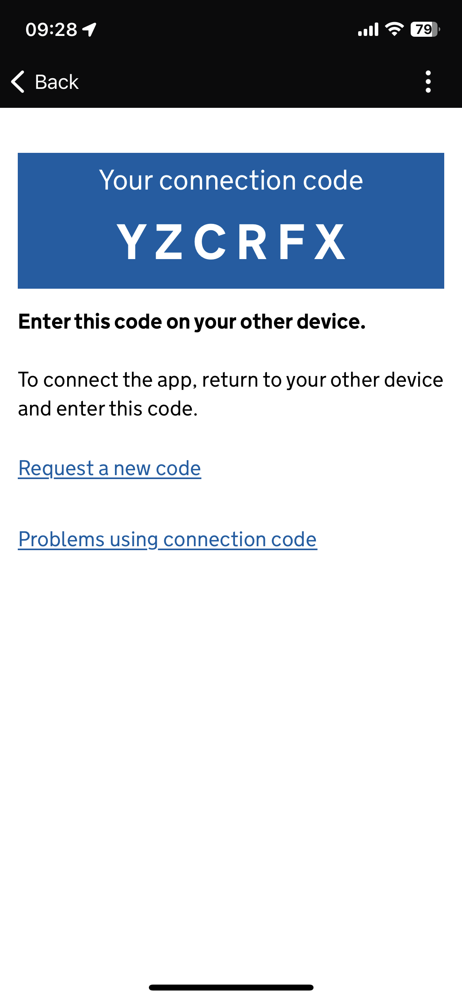 09:28
79
Back
Your connection code
YZCRFX
Enter this code on your other device.
To connect the app, return to your other device
and enter this code.
Request a new code
Problems using connection code